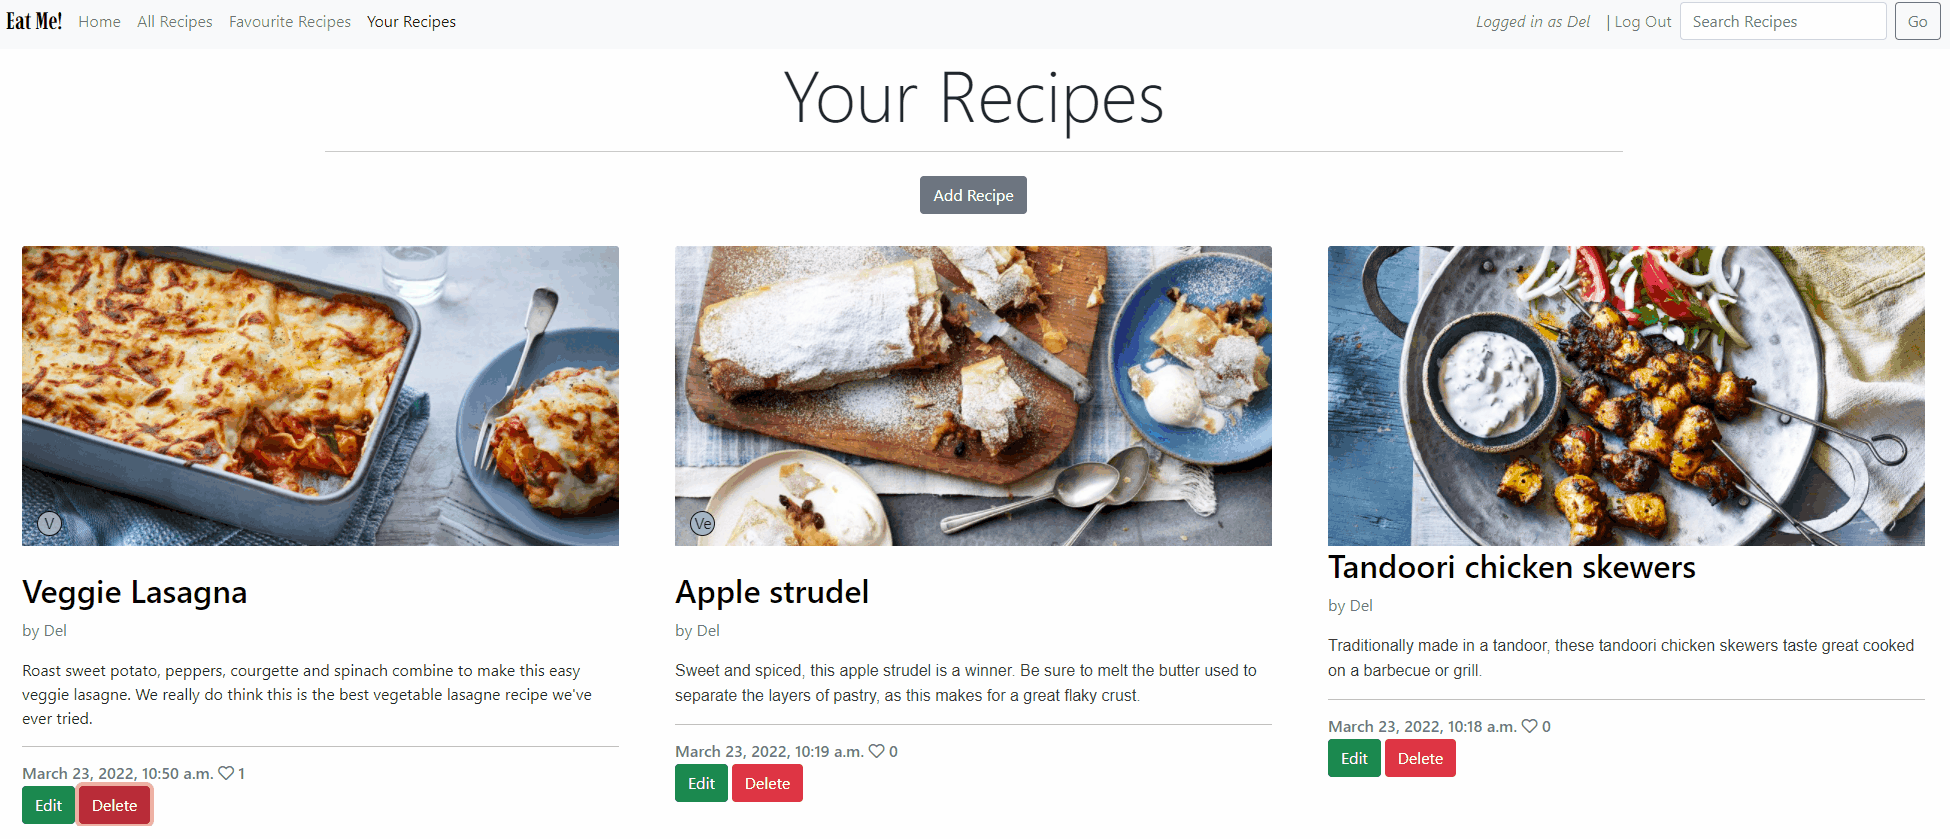 Eat Me! Home All Recipes Favourite Recipes Your Recipes Logged in as Del | Log Out Search Recipes Go
Your Recipes
Add Recipe
V
Veggie Lasagna
by Del
Roast sweet potato, peppers, courgette and spinach combine to make this easy
veggie lasagne. We really do think this is the best vegetable lasagne recipe we've
ever tried.
March 23, 2022, 10:50 a.m. 1
Edit Delete
Ve
Apple strudel
by Del
Sweet and spiced, this apple strudel is a winner. Be sure to melt the butter used to
separate the layers of pastry, as this makes for a great flaky crust.
March 23, 2022, 10:19 a.m. 0
Edit Delete
Tandoori chicken skewers
by Del
Traditionally made in a tandoor, these tandoori chicken skewers taste great cooked
on a barbecue or grill.
March 23, 2022, 10:18 a.m. 0
Edit Delete